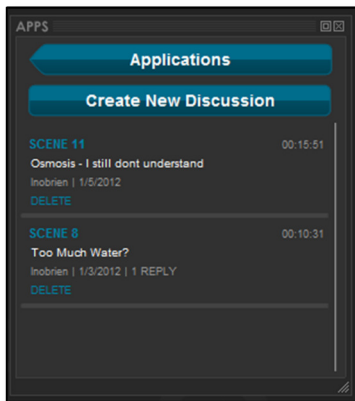 APPS
Applications
Create New Discussion
SCENE 11 00:15:51
Osmosis - I still dont understand
lnobrien | 1/5/2012
DELETE
SCENE 8 00:10:31
Too Much Water?
lnobrien | 1/3/2012 | 1 REPLY
DELETE